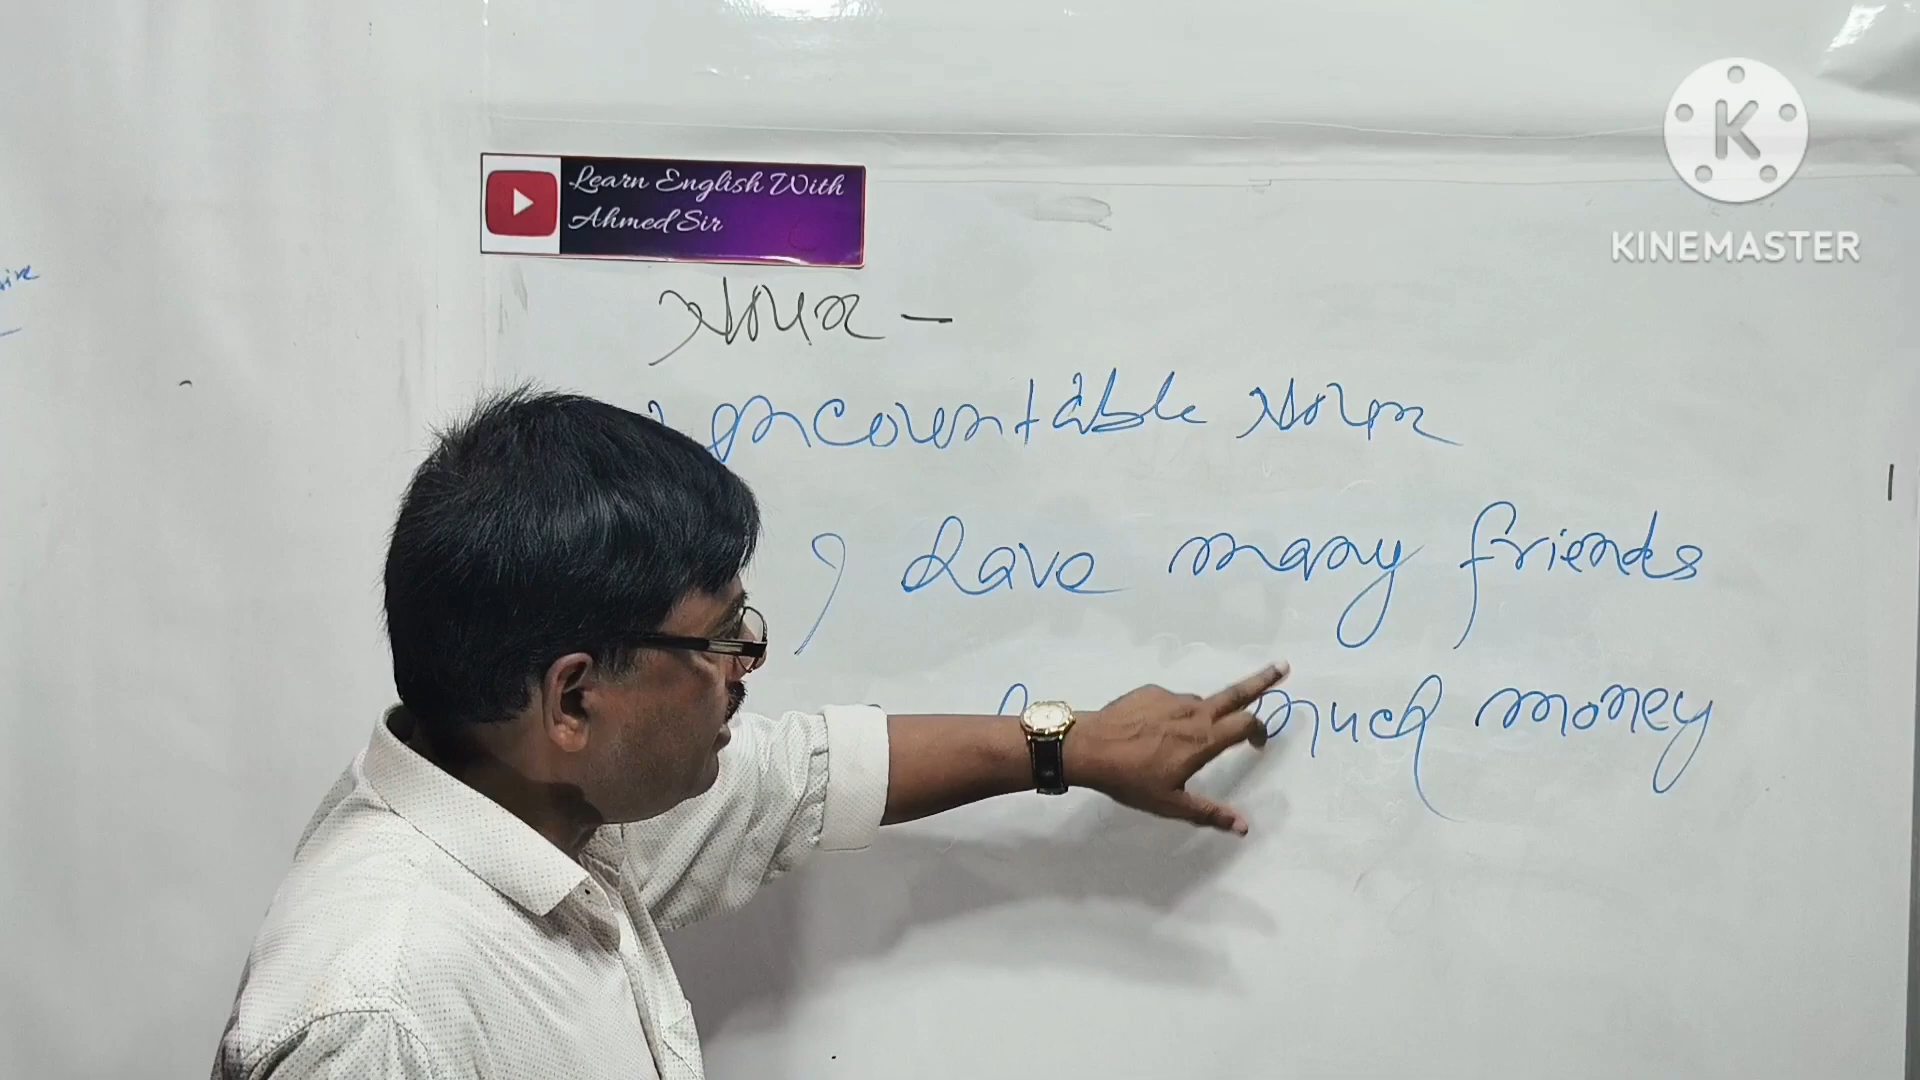 Learn English With
Ahmed Sir
K
KINEMASTER
Noun -
uncountable Noun
I have many friends
much money